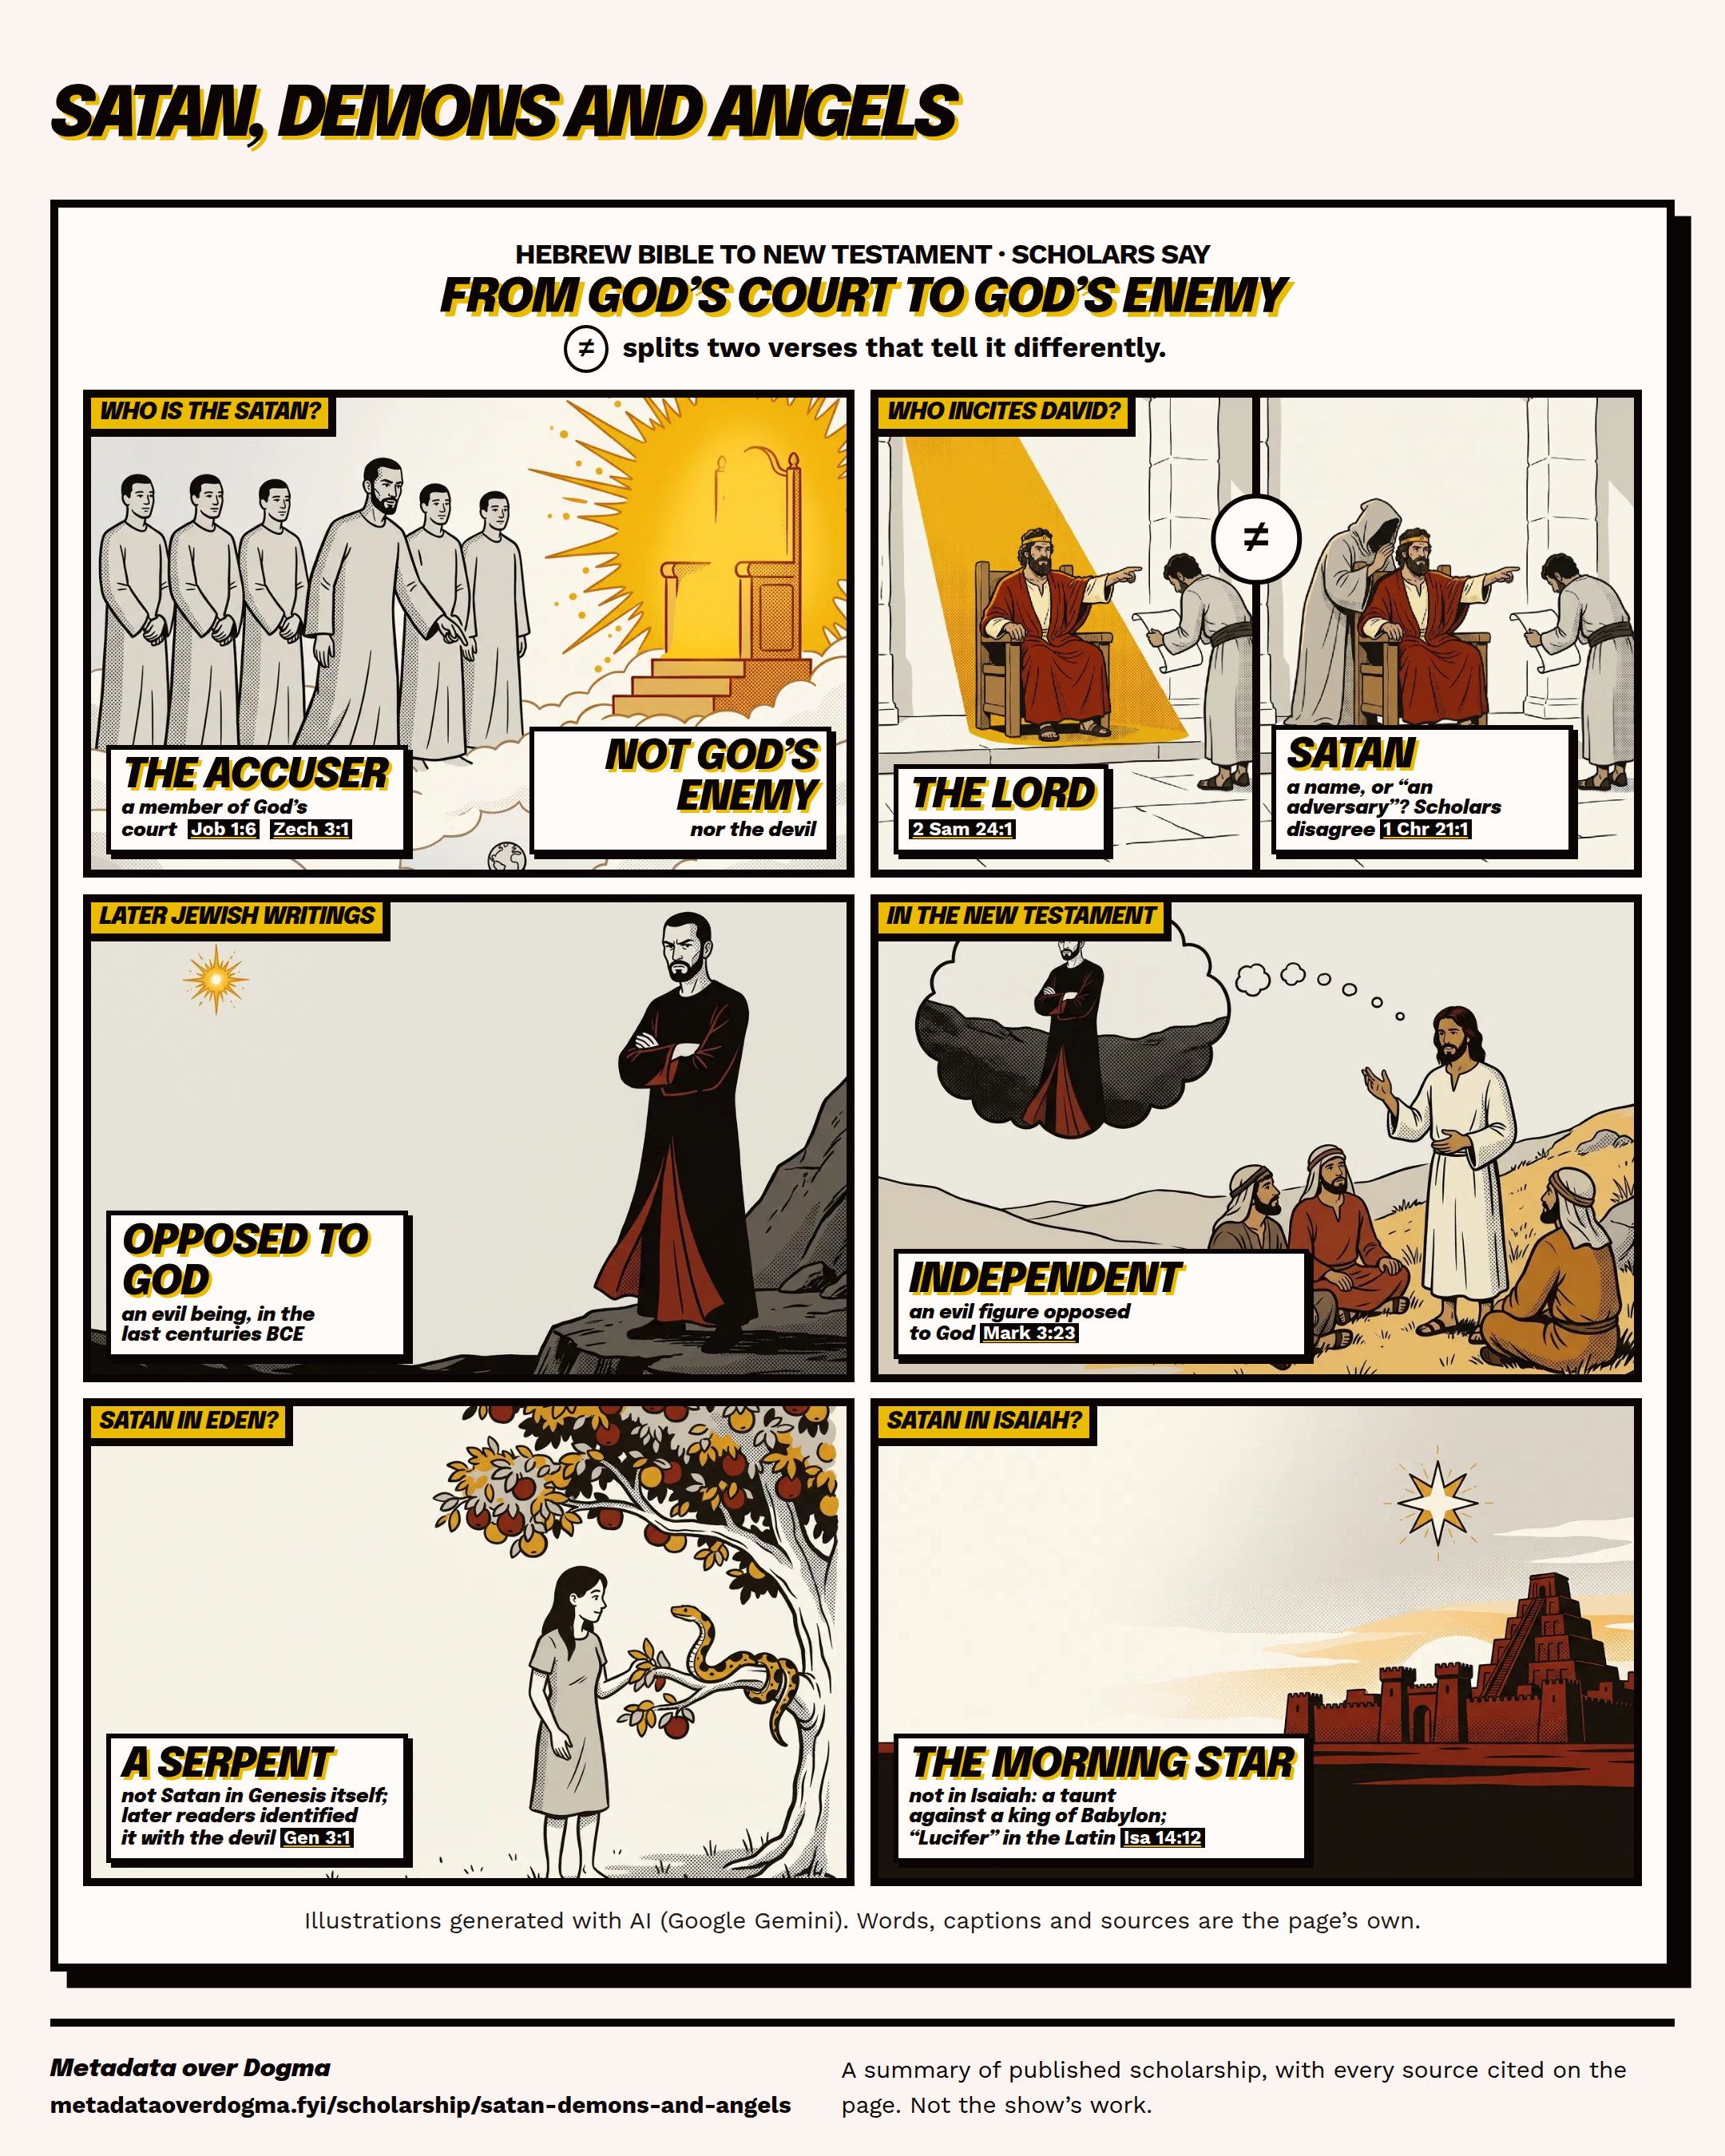 SATAN, DEMONS AND ANGELS
HEBREW BIBLE TO NEW TESTAMENT · SCHOLARS SAY
FROM GOD’S COURT TO GOD’S ENEMY
≠ splits two verses that tell it differently.
WHO IS THE SATAN?
THE ACCUSER
a member of God’s
court Job 1:6 Zech 3:1
NOT GOD’S
ENEMY
nor the devil
WHO INCITES DAVID?
≠
THE LORD
2 Sam 24:1
SATAN
a name, or “an
adversary”? Scholars
disagree 1 Chr 21:1
LATER JEWISH WRITINGS
OPPOSED TO
GOD
an evil being, in the
last centuries BCE
IN THE NEW TESTAMENT
INDEPENDENT
an evil figure opposed
to God Mark 3:23
SATAN IN EDEN?
A SERPENT
not Satan in Genesis itself;
later readers identified
it with the devil Gen 3:1
SATAN IN ISAIAH?
THE MORNING STAR
not in Isaiah: a taunt
against a king of Babylon;
“Lucifer” in the Latin Isa 14:12
Illustrations generated with AI (Google Gemini). Words, captions and sources are the page’s own.
Metadata over Dogma
metadataoverdogma.fyi/scholarship/satan-demons-and-angels
A summary of published scholarship, with every source cited on the
page. Not the show’s work.